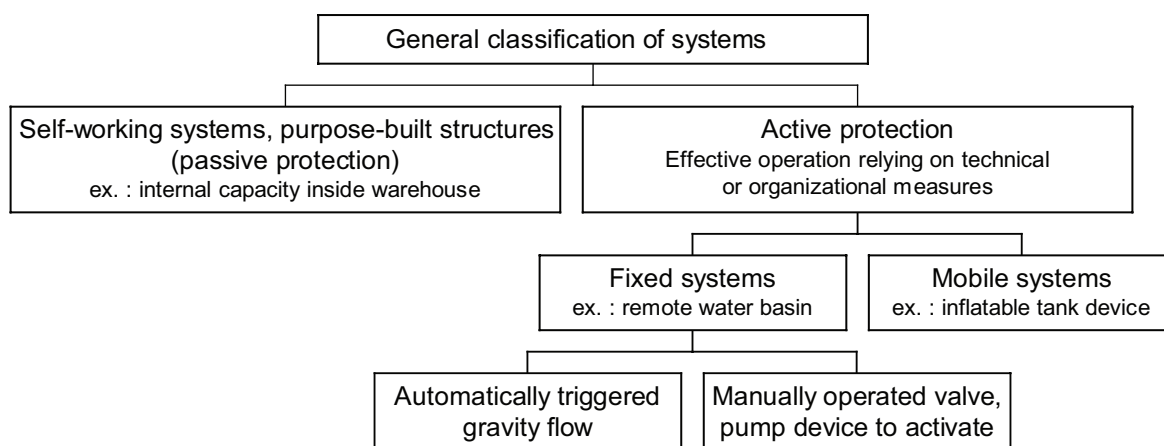 General classification of systems
Self-working systems, purpose-built structures
(passive protection)
ex. : internal capacity inside warehouse
Active protection
Effective operation relying on technical
or organizational measures
Fixed systems
ex. : remote water basin
Mobile systems
ex. : inflatable tank device
Automatically triggered
gravity flow
Manually operated valve,
pump device to activate